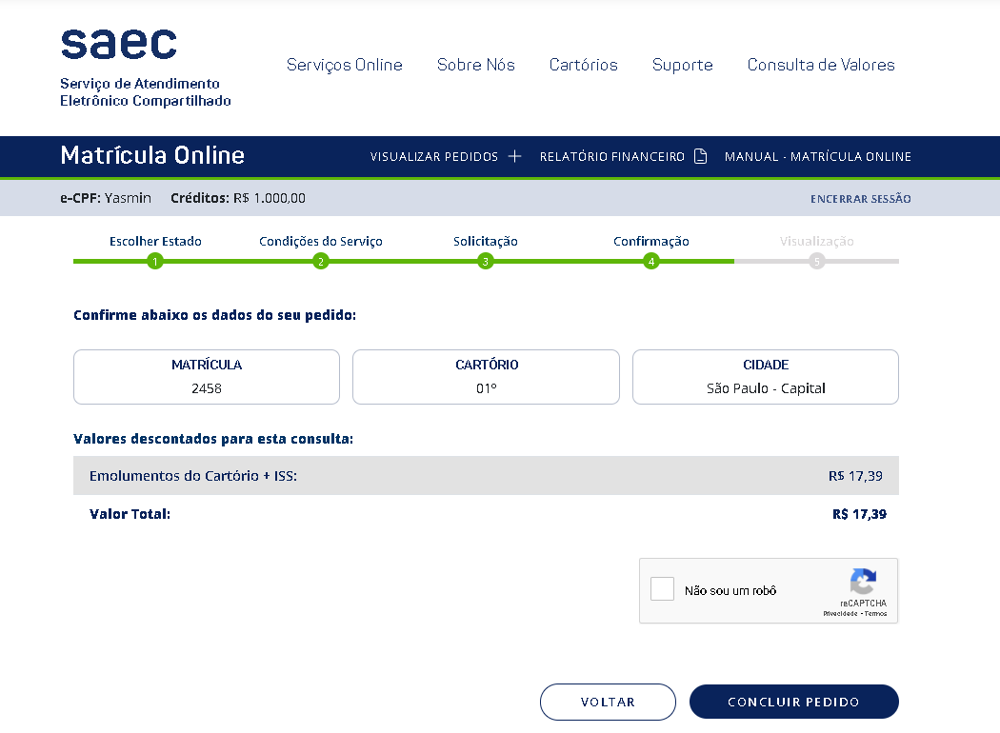 saec
Serviço de Atendimento
Eletrônico Compartilhado
Serviços Online Sobre Nós Cartórios Suporte Consulta de Valores
Matrícula Online VISUALIZAR PEDIDOS RELATÓRIO FINANCEIRO MANUAL - MATRÍCULA ONLINE
e-CPF: Yasmin Créditos: R$ 1.000,00 ENCERRAR SESSÃO
Escolher Estado Condições do Serviço Solicitação Confirmação Visualização
1 2 3 4 5
Confirme abaixo os dados do seu pedido:
MATRÍCULA CARTÓRIO CIDADE
2458 01º São Paulo - Capital
Valores descontados para esta consulta:
Emolumentos do Cartório + ISS: R$ 17,39
Valor Total: R$ 17,39
Não sou um robô
reCAPTCHA
Privacidade - Termos
VOLTAR CONCLUIR PEDIDO